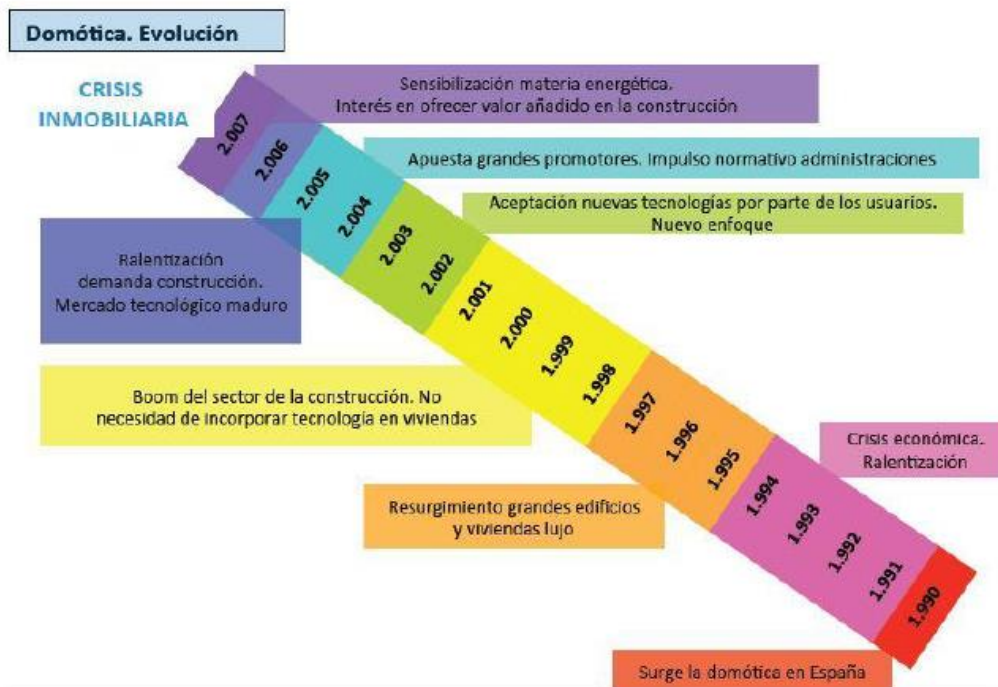 Domótica. Evolución
CRISIS
INMOBILIARIA
Sensibilización materia energética.
Interés en ofrecer valor añadido en la construcción
2.007
2.006
Apuesta grandes promotores. Impulso normativo administraciones
2.005
2.004
Aceptación nuevas tecnologías por parte de los usuarios.
Nuevo enfoque
2.003
2.002
Ralentización
demanda construcción.
Mercado tecnológico maduro
2.001
2.000
1.999
1.998
Boom del sector de la construcción. No
necesidad de incorporar tecnología en viviendas
1.997
1.996
1.995
Crisis económica.
Ralentización
Resurgimiento grandes edificios
y viviendas lujo
1.994
1.993
1.992
1.991
1.990
Surge la domótica en España